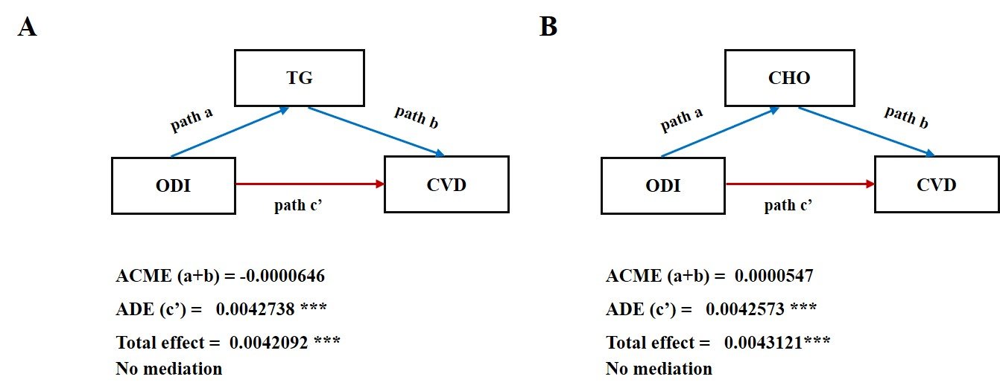 A
TG
path a
path b
ODI
CVD
path c’
ACME (a+b) = -0.0000646
ADE (c’) = 0.0042738 ***
Total effect = 0.0042092 ***
No mediation
B
CHO
path a
path b
ODI
CVD
path c’
ACME (a+b) = 0.0000547
ADE (c’) = 0.0042573 ***
Total effect = 0.0043121***
No mediation